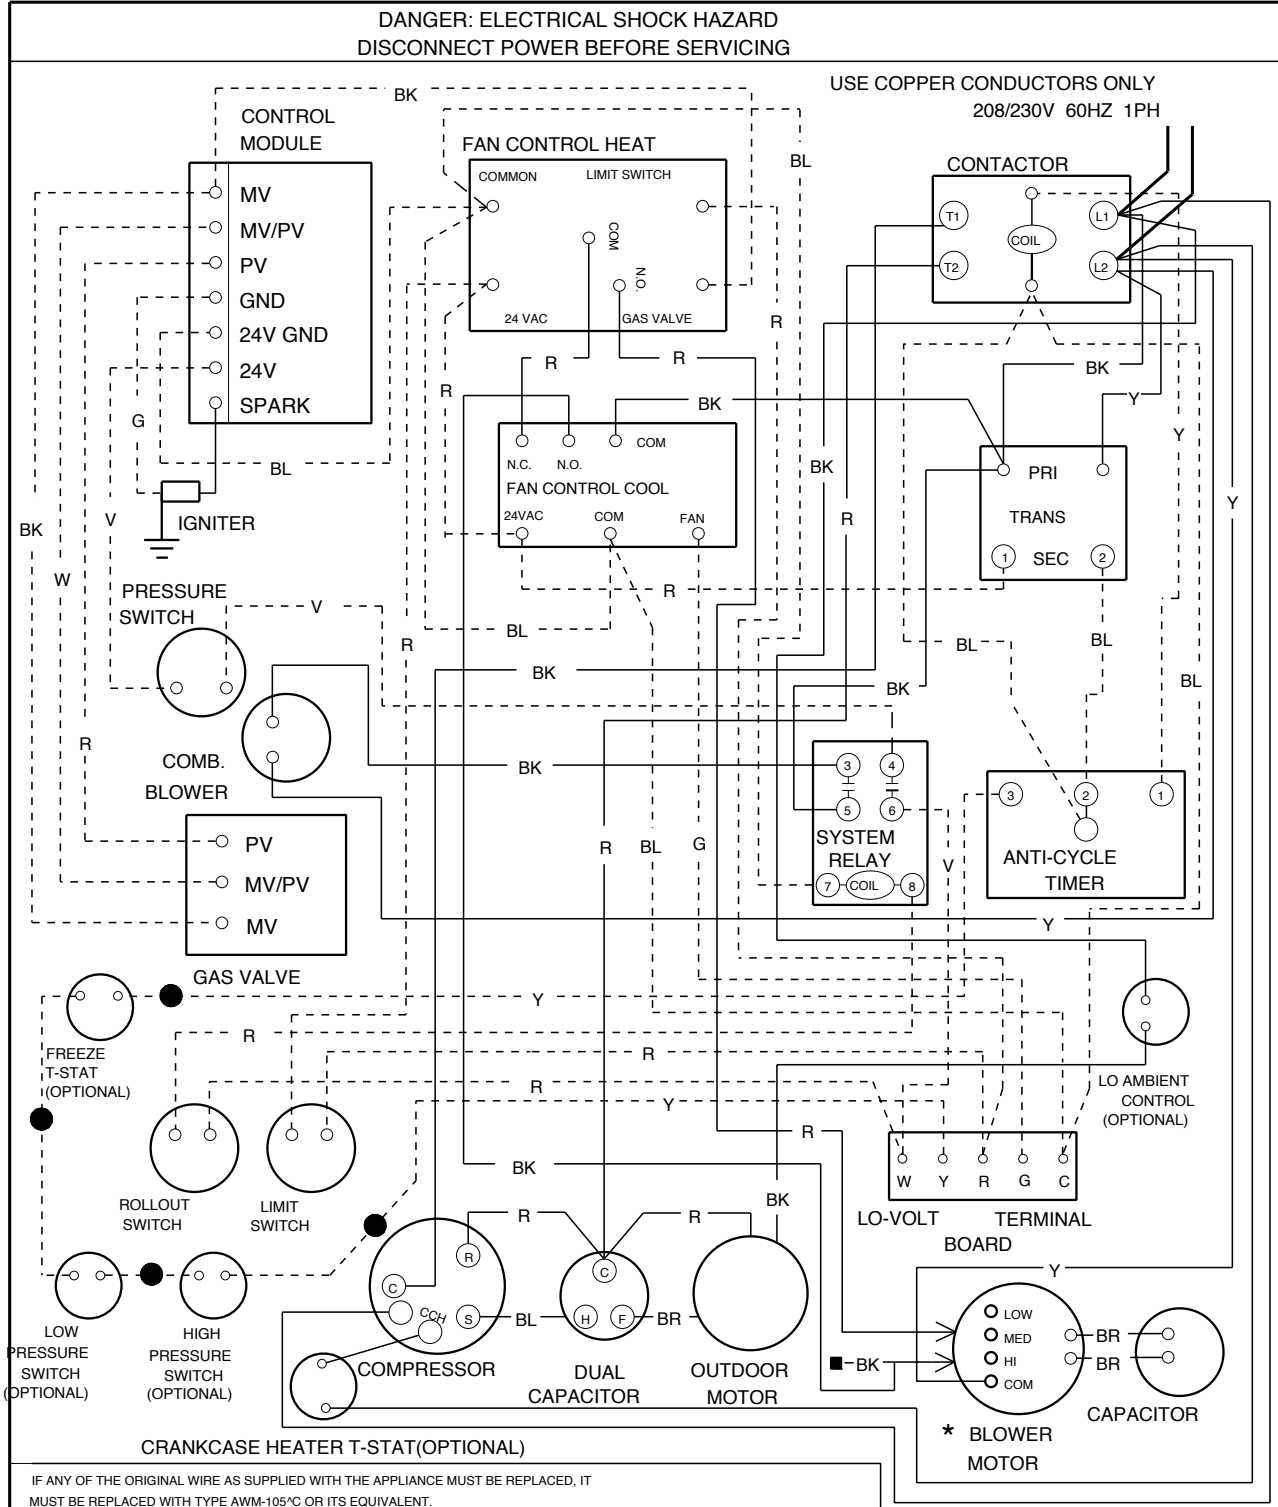 DANGER: ELECTRICAL SHOCK HAZARD
DISCONNECT POWER BEFORE SERVICING
USE COPPER CONDUCTORS ONLY
208/230V 60HZ 1PH
CONTROL
MODULE
MV
MV/PV
PV
GND
24V GND
24V
SPARK
BK
FAN CONTROL HEAT
COMMON
LIMIT SWITCH
COM
N.O.
24 VAC
GAS VALVE
BL
CONTACTOR
T1
T2
COIL
L1
L2
R
R
R
R
BK
Y
Y
BK
N.C.
N.O.
COM
FAN CONTROL COOL
24VAC
COM
FAN
BK
R
Y
PRI
TRANS
1
SEC
2
G
BL
IGNITER
BK
V
W
R
PRESSURE
SWITCH
V
BL
R
BK
BL
BL
BL
BK
R
COMB.
BLOWER
BK
3
4
5
6
SYSTEM
RELAY
7
COIL
8
3
2
1
ANTI-CYCLE
TIMER
R
BL
G
V
Y
PV
MV/PV
MV
GAS VALVE
Y
R
R
R
Y
FREEZE
T-STAT
(OPTIONAL)
LO AMBIENT
CONTROL
(OPTIONAL)
ROLLOUT
SWITCH
LIMIT
SWITCH
R
BK
BK
W
Y
R
G
C
LO-VOLT
TERMINAL
BOARD
R
R
R
C
CCH
S
BL
C
H
F
BR
COMPRESSOR
DUAL
CAPACITOR
OUTDOOR
MOTOR
LOW
PRESSURE
SWITCH
(OPTIONAL)
HIGH
PRESSURE
SWITCH
(OPTIONAL)
Y
LOW
MED
HI
COM
BK
BR
BR
CAPACITOR
* BLOWER
MOTOR
CRANKCASE HEATER T-STAT(OPTIONAL)
IF ANY OF THE ORIGINAL WIRE AS SUPPLIED WITH THE APPLIANCE MUST BE REPLACED, IT
MUST BE REPLACED WITH TYPE AWM-105^C OR ITS EQUIVALENT.